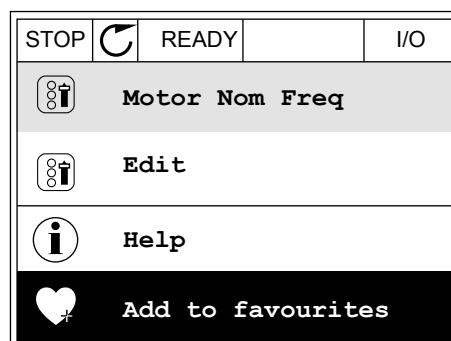 STOP READY I/O
Motor Nom Freq
Edit
Help
Add to favourites